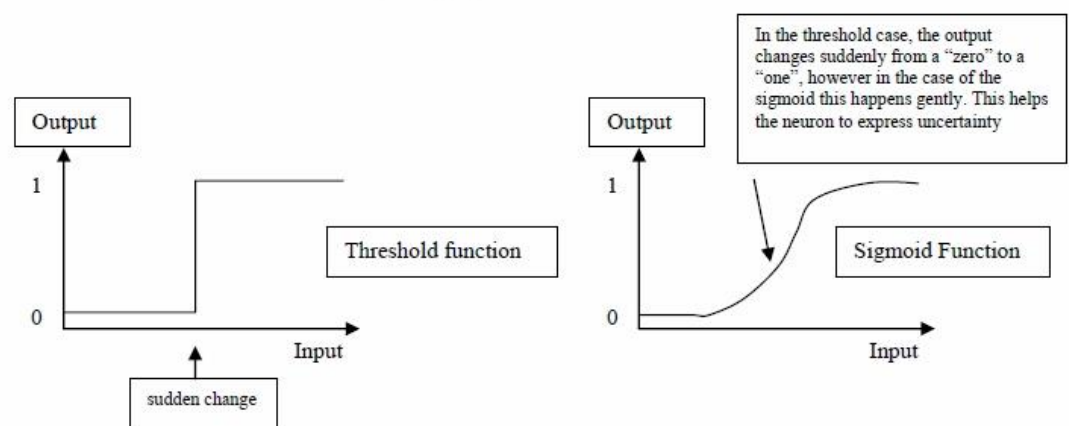 Output
1
0
Threshold function
Input
sudden change
In the threshold case, the output
changes suddenly from a “zero” to a
“one”, however in the case of the
sigmoid this happens gently. This helps
the neuron to express uncertainty
Output
1
0
Sigmoid Function
Input